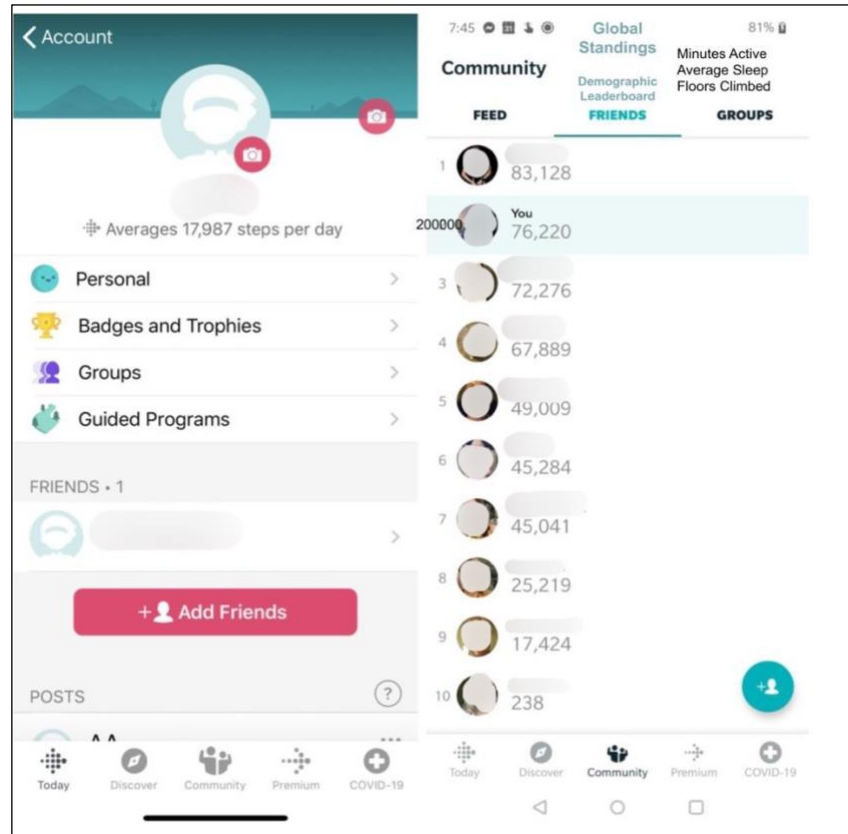 Account
Averages 17,987 steps per day
Personal
Badges and Trophies
Groups
Guided Programs
FRIENDS • 1
+ Add Friends
POSTS
?
Today
Discover
Community
Premium
COVID-19
7:45
31
81%
Community
Global
Standings
Demographic
Leaderboard
Minutes Active
Average Sleep
Floors Climbed
FEED
FRIENDS
GROUPS
1
83,128
200000
You
76,220
3
72,276
4
67,889
5
49,009
6
45,284
7
45,041
8
25,219
9
17,424
10
238
+
Today
Discover
Community
Premium
COVID-19